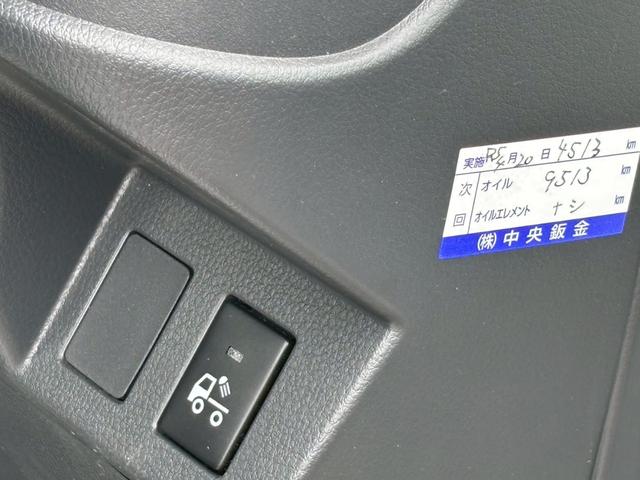 実施 R5/4月20日 4513 km
次回 オイル 9513 km
オイルエレメント ナシ km
㈱中央鈑金